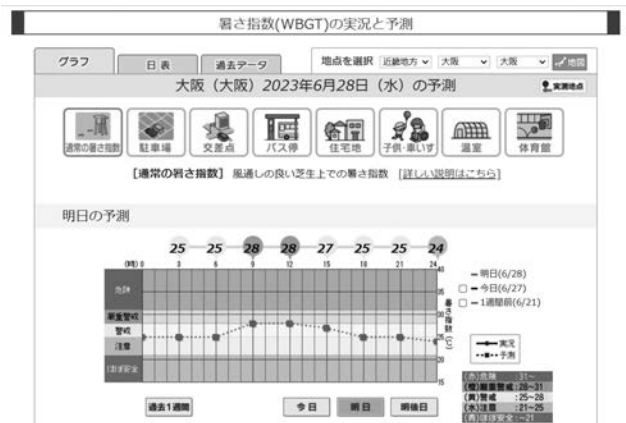 暑さ指数(WBGT)の実況と予測
グラフ 日表 過去データ 地点を選択 近畿地方 大阪 大阪 地図
大阪（大阪）2023年6月28日（水）の予測 実測地点
通常の暑さ指数 駐車場 交差点 バス停 住宅地 子供・車いす 温室 体育館
[通常の暑さ指数] 風通しの良い芝生上での暑さ指数 [詳しい説明はこちら]
明日の予測
25 25 28 28 27 25 25 24
(時) 0 3 6 9 12 15 18 21 24
40
危険
35
厳重警戒
30
警戒
注意
25
20
ほぼ安全
15
暑さ指数(℃)
明日(6/28)
今日(6/27)
1週間前(6/21)
実況
予測
(赤)危険 :31~
(橙)厳重警戒:28~31
(黄)警戒 :25~28
(水)注意 :21~25
(青)ほぼ安全:~21
過去1週間 今日 明日 明後日